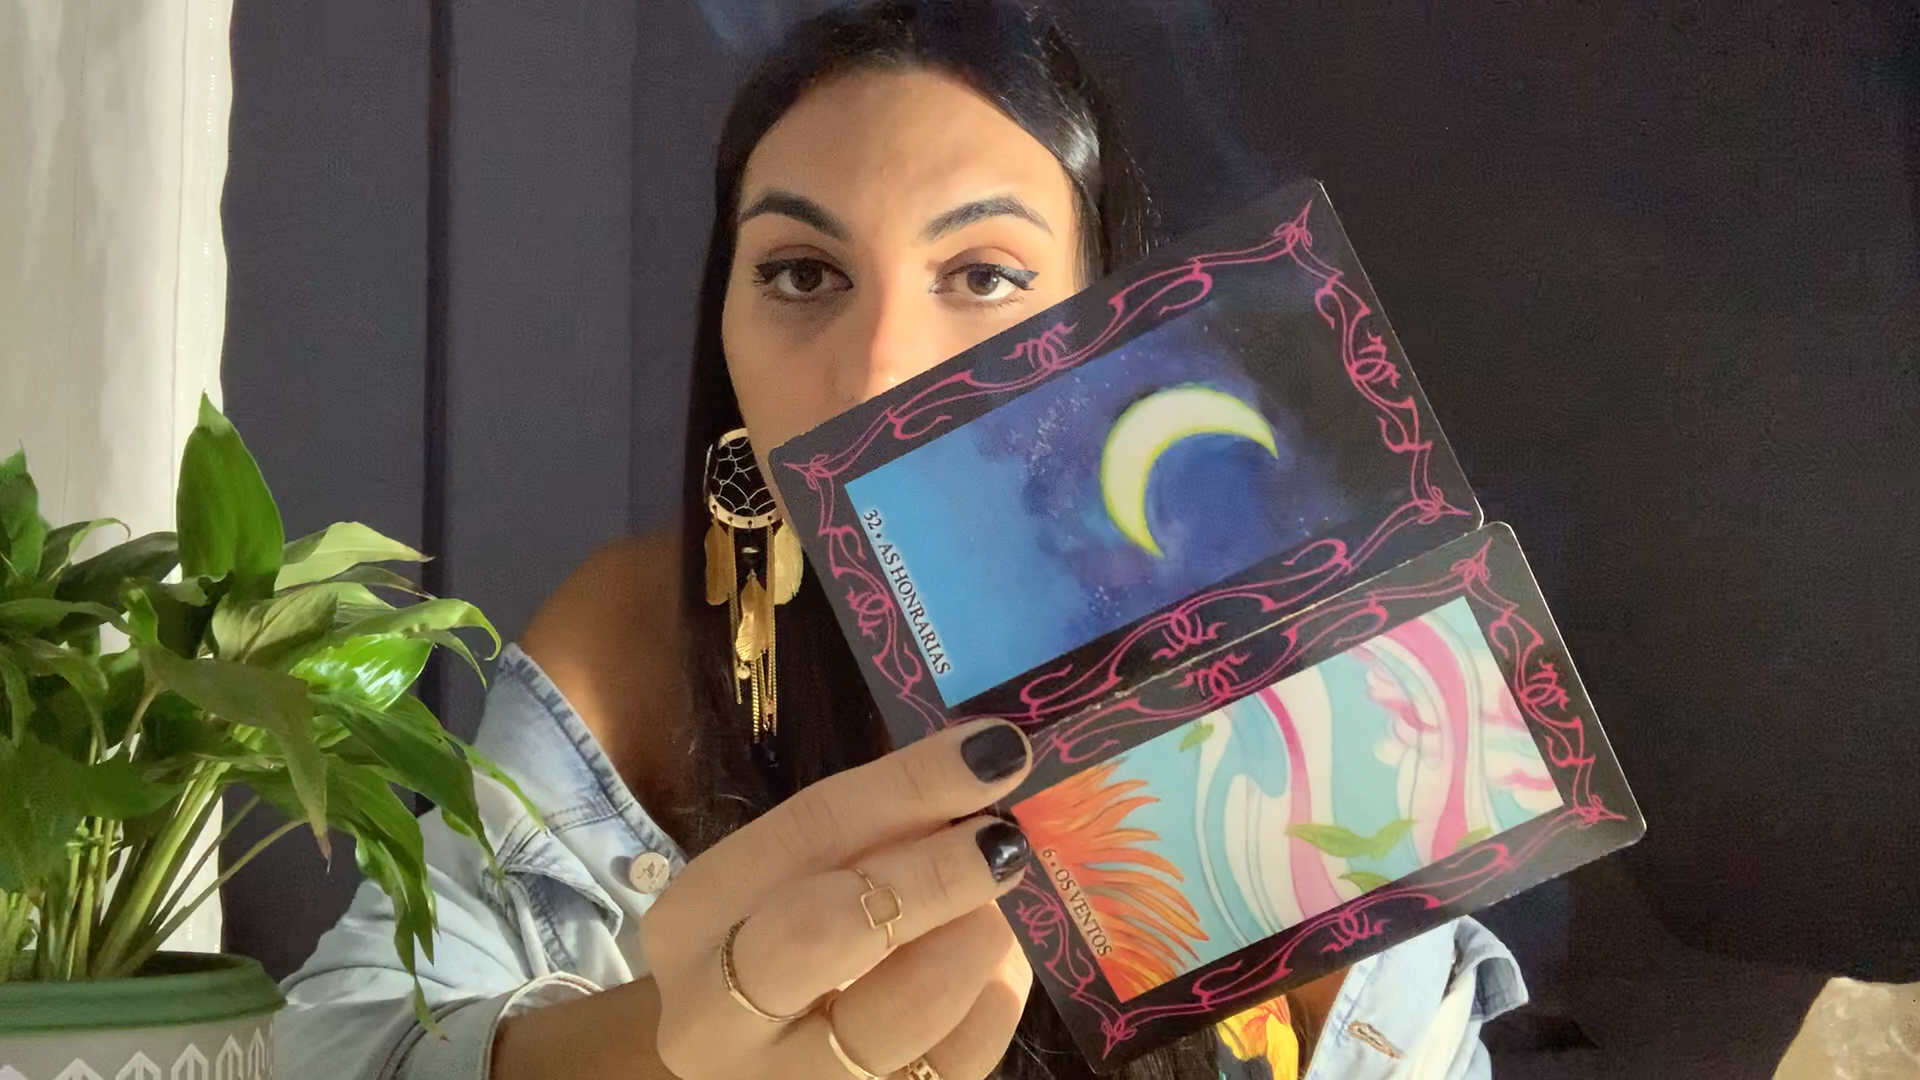 32 • AS HONRARIAS
6 • OS VENTOS